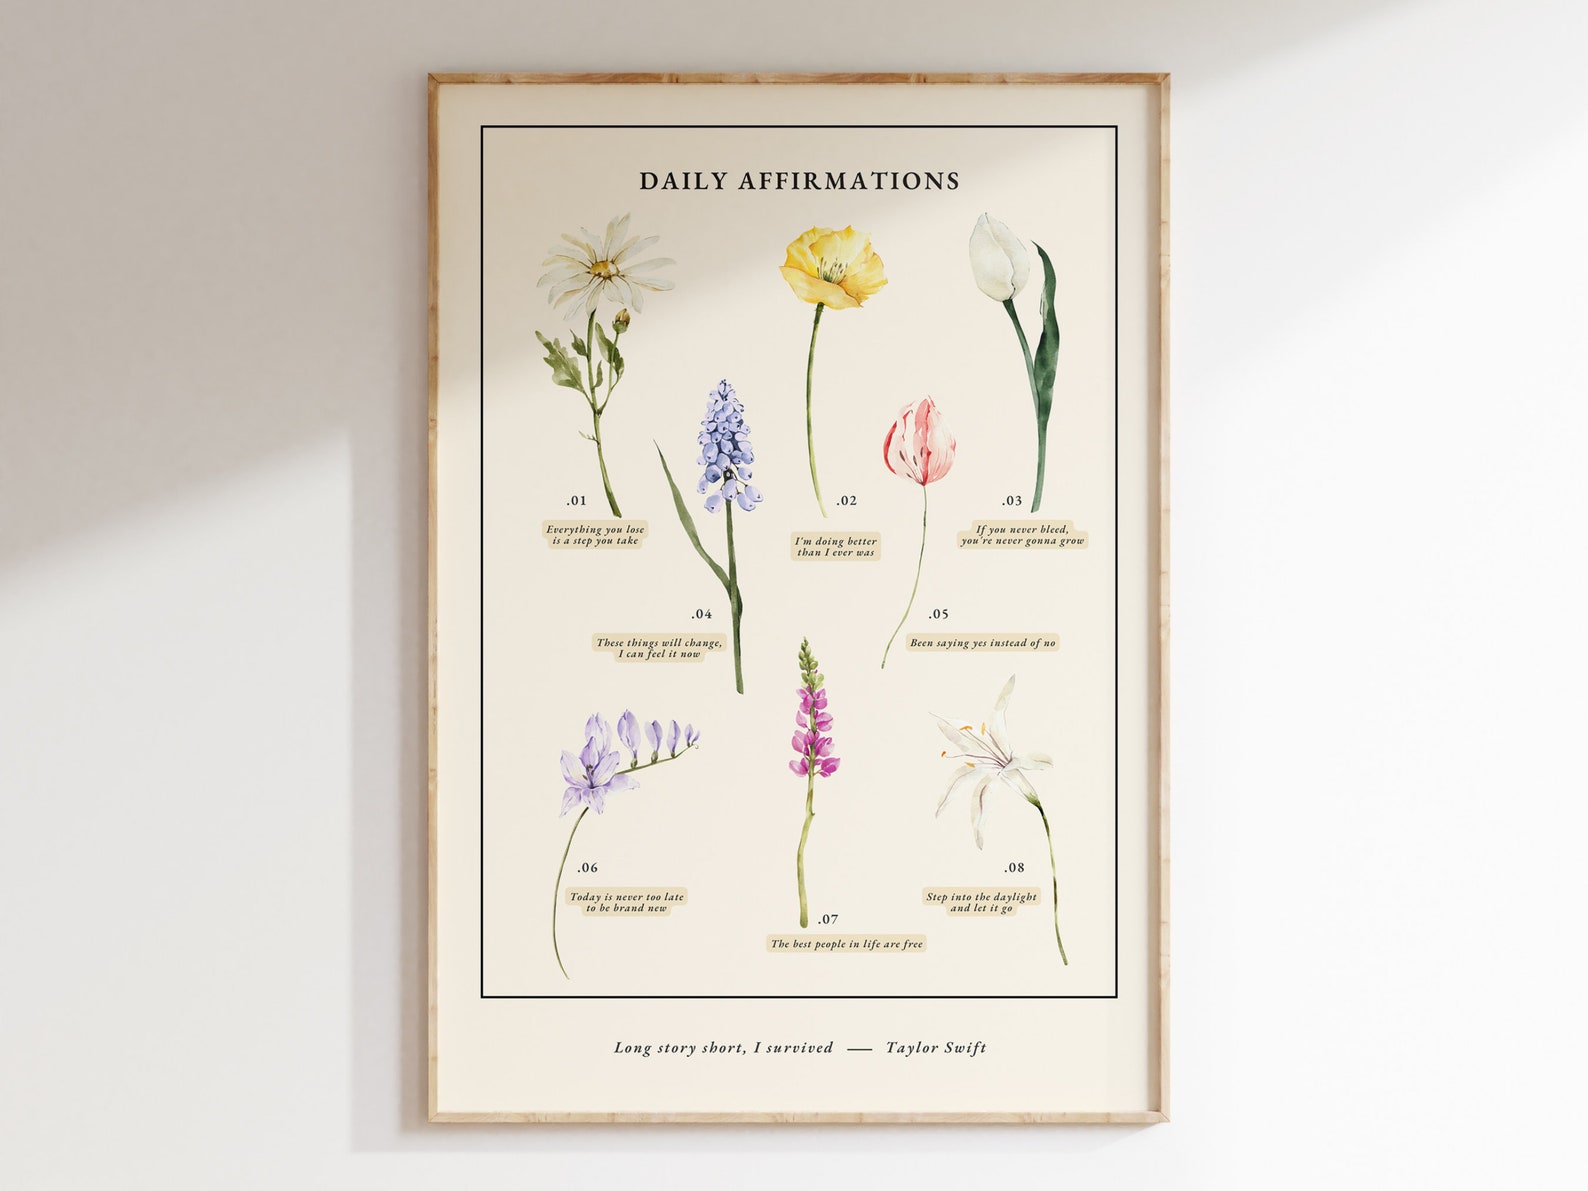 DAILY AFFIRMATIONS
.01
Everything you lose
is a step you take
.02
I'm doing better
than I ever was
.03
If you never bleed,
you're never gonna grow
.04
These things will change,
I can feel it now
.05
Been saying yes instead of no
.06
Today is never too late
to be brand new
.07
The best people in life are free
.08
Step into the daylight
and let it go
Long story short, I survived — Taylor Swift